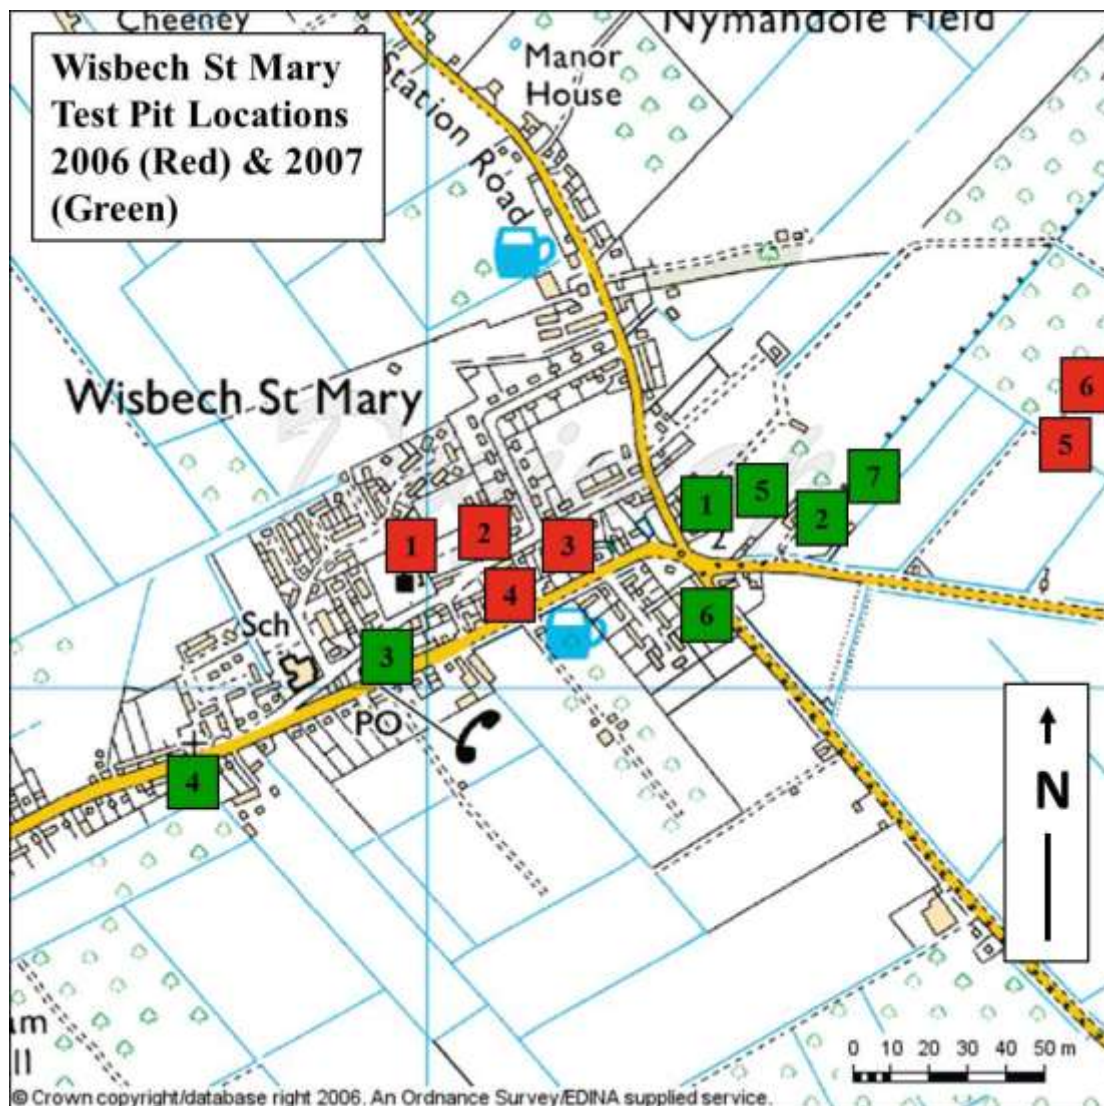 Cheeney
Nymandole Field
Wisbech St Mary
Test Pit Locations
2006 (Red) & 2007
(Green)
Manor
House
Station Road
Wisbech St Mary
6
5
7
1
5
2
1
2
3
4
6
Sch
3
PO
4
N
am
ll
0 10 20 30 40 50 m
© Crown copyright/database right 2006. An Ordnance Survey/EDINA supplied service.